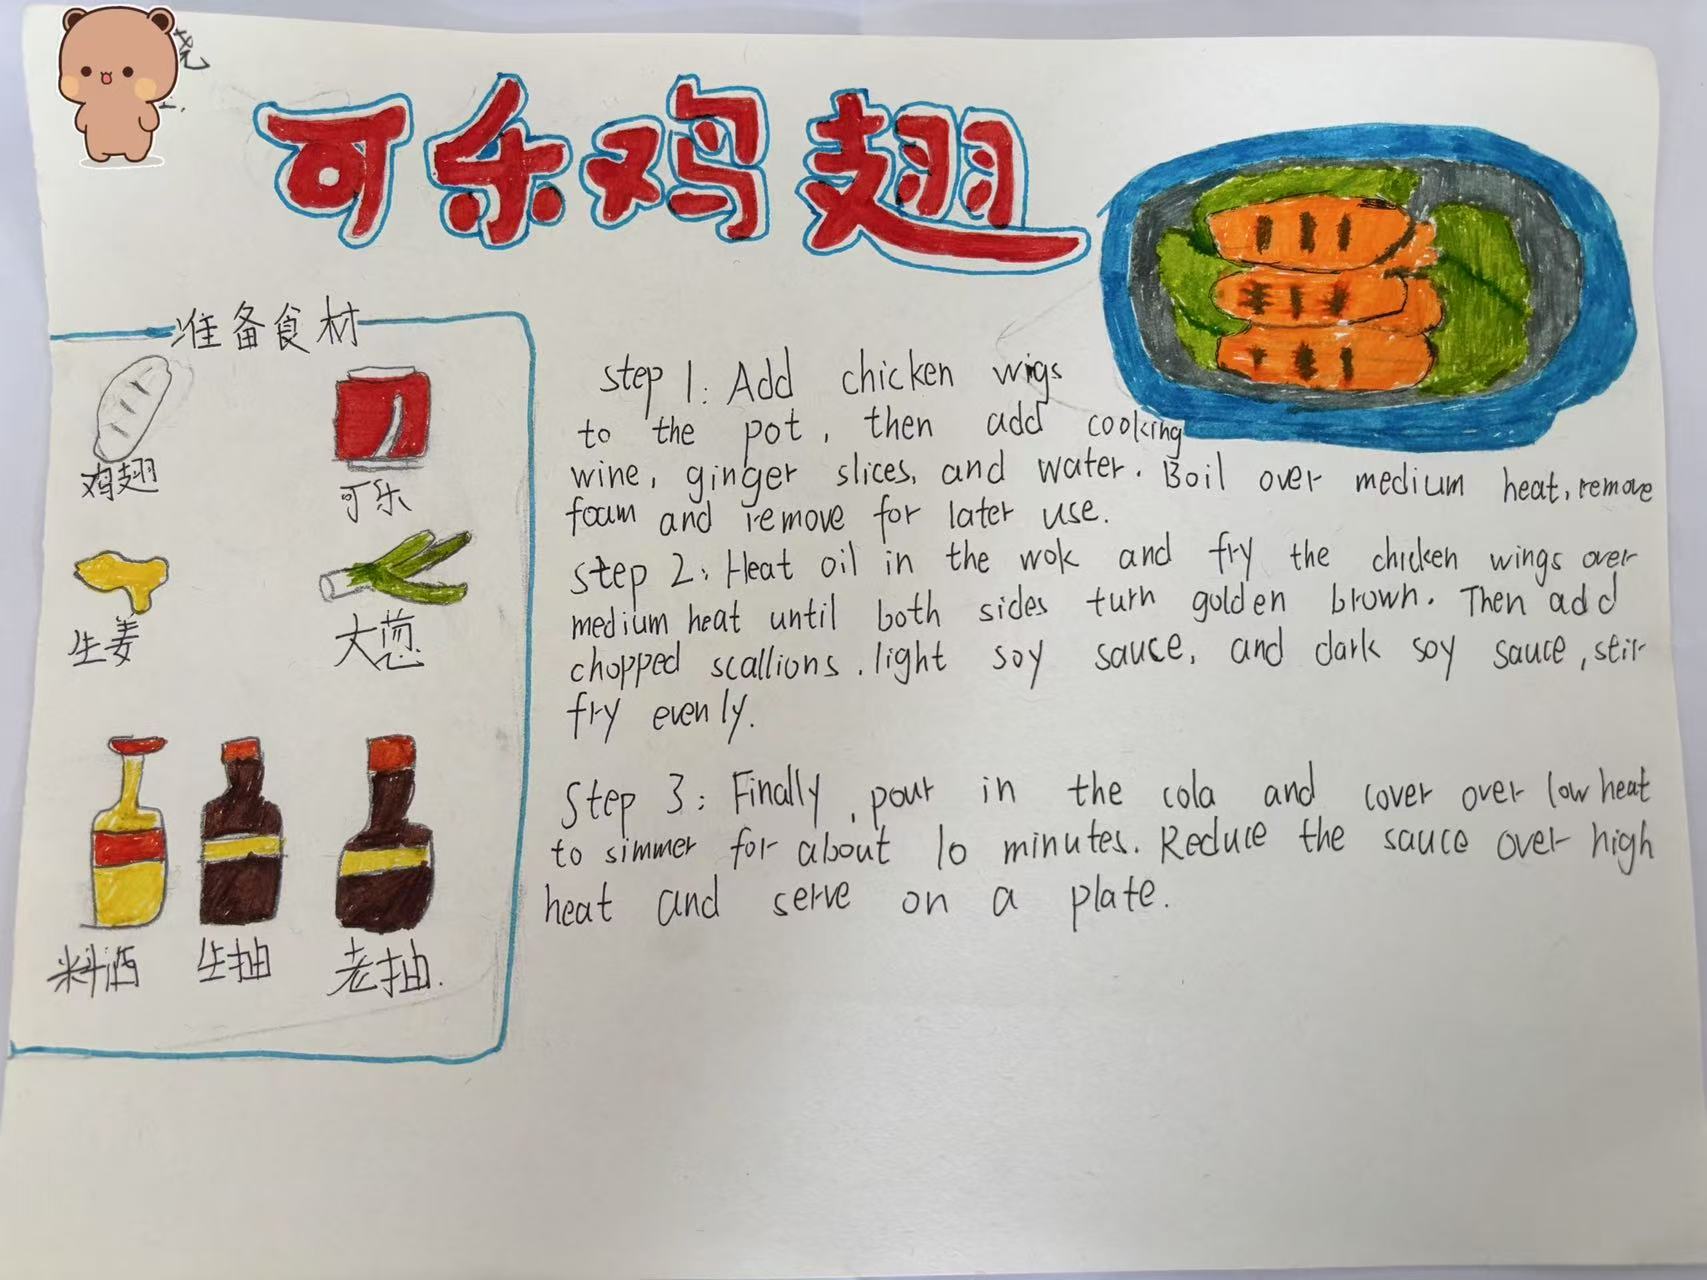 可乐鸡翅
准备食材
鸡翅
可乐
生姜
大葱
料酒
生抽
老抽.
step 1: Add chicken wigs
to the pot, then add cooking
wine, ginger slices, and water. Boil over medium heat, remove
foam and remove for later use.
step 2: Heat oil in the wok and fry the chicken wings over
medium heat until both sides turn golden brown. Then add
chopped scallions. light soy sauce, and dark soy sauce, stir
fry evenly.
Step 3: Finally, pour in the cola and cover over low heat
to simmer for about 10 minutes. Reduce the sauce over high
heat and serve on a plate.